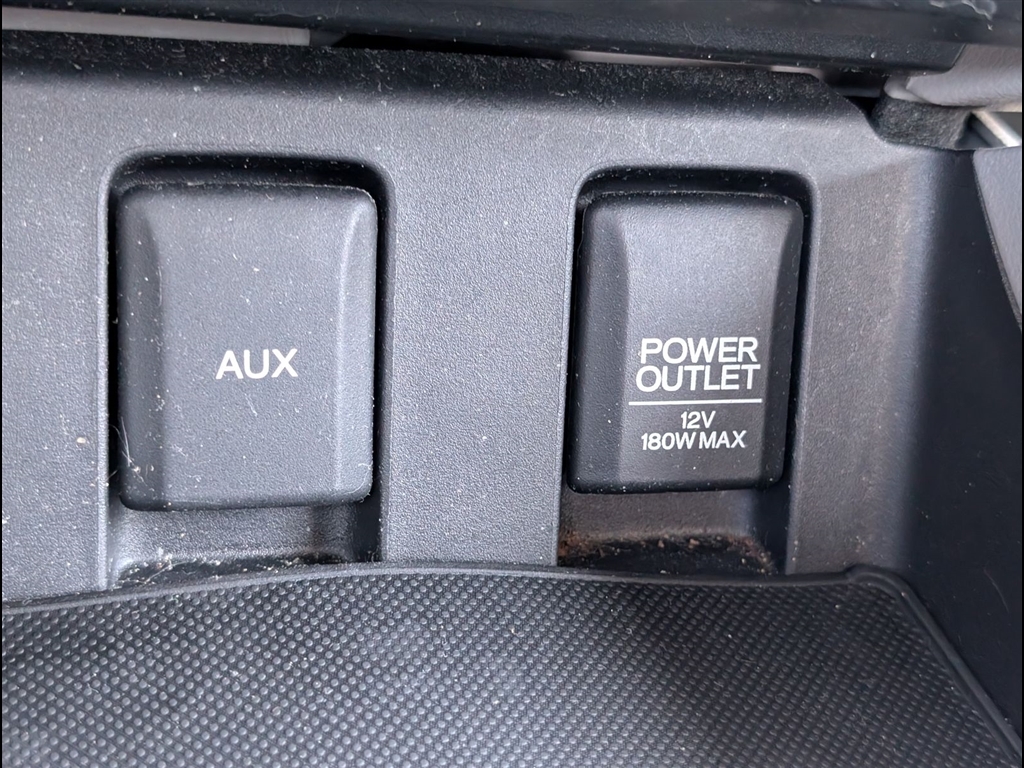 AUX
POWER
OUTLET
12V
180W MAX